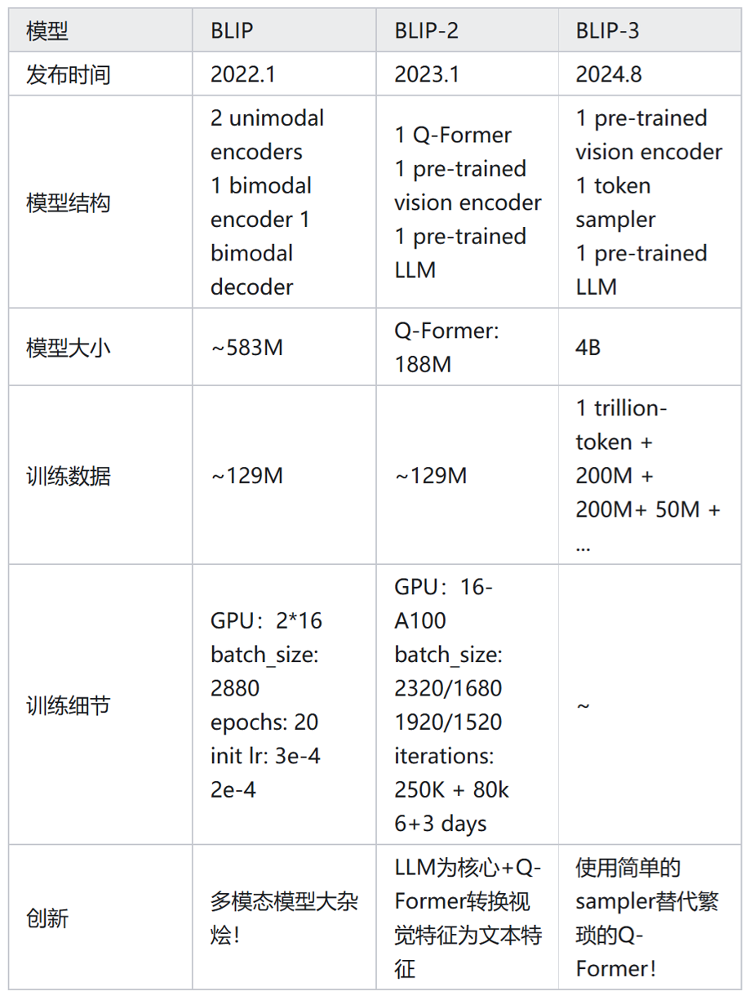 模型 BLIP BLIP-2 BLIP-3
发布时间 2022.1 2023.1 2024.8
模型结构
2 unimodal
encoders
1 bimodal
encoder 1
bimodal
decoder
1 Q-Former
1 pre-trained
vision encoder
1 pre-trained
LLM
1 pre-trained
vision encoder
1 token
sampler
1 pre-trained
LLM
模型大小
~583M
Q-Former:
188M
4B
训练数据
~129M
~129M
1 trillion-
token +
200M +
200M+ 50M +
...
训练细节
GPU：2*16
batch_size:
2880
epochs: 20
init lr: 3e-4
2e-4
GPU：16-
A100
batch_size:
2320/1680
1920/1520
iterations:
250K + 80k
6+3 days
~
创新
多模态模型大杂
烩！
LLM为核心+Q-
Former转换视
觉特征为文本特
征
使用简单的
sampler替代繁
琐的Q-
Former！